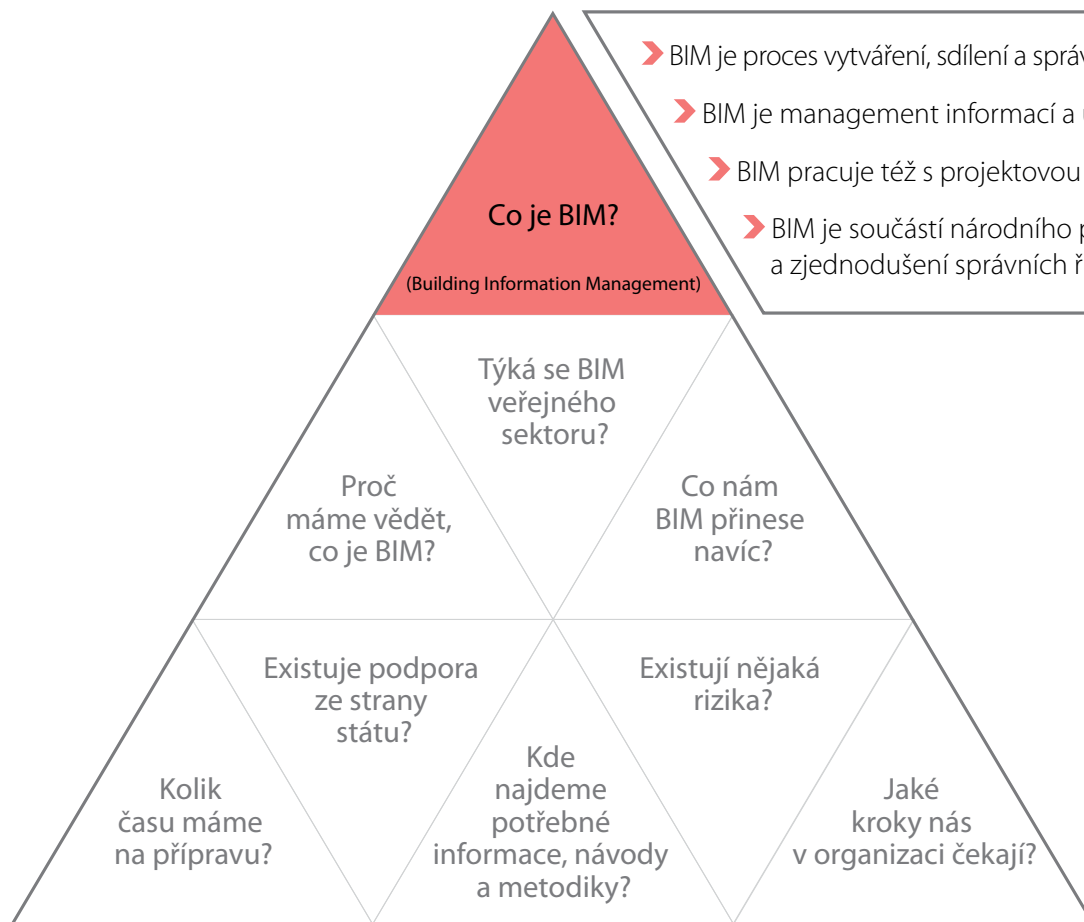 BIM je proces vytváření, sdílení a
BIM je management informací a
BIM pracuje též s projektovou
BIM je součástí národního
a zjednodušení správních
Co je BIM?
(Building Information Management)
Týká se BIM
veřejného
sektoru?
Proč
máme vědět,
co je BIM?
Co nám
BIM přinese
navíc?
Existuje podpora
ze strany
státu?
Existují nějaká
rizika?
Kolik
času máme
na přípravu?
Kde
najdeme
potřebné
informace, návody
a metodiky?
Jaké
kroky nás
v organizaci čekají?